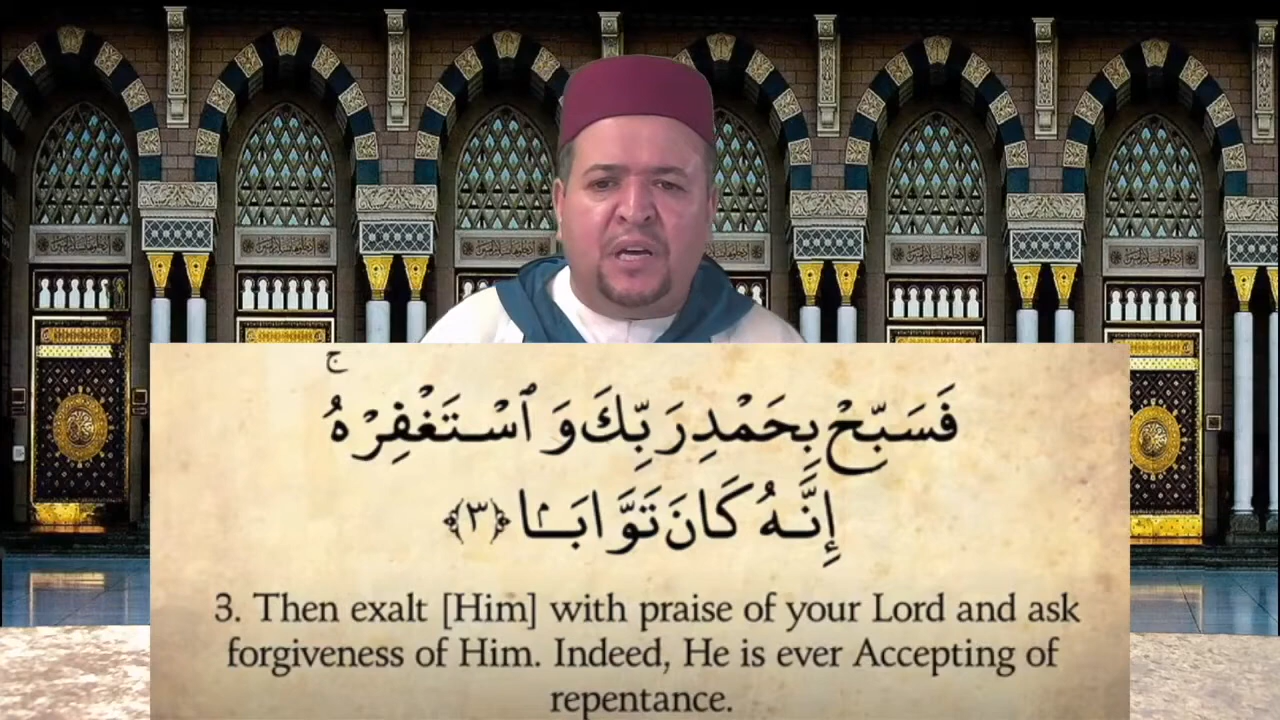 فَسَبِّحْ بِحَمْدِ رَبِّكَ وَٱسْتَغْفِرْهُ ۚ
إِنَّهُ كَانَ تَوَّابَۢا ﴿٣﴾
3. Then exalt [Him] with praise of your Lord and ask
forgiveness of Him. Indeed, He is ever Accepting of
repentance.